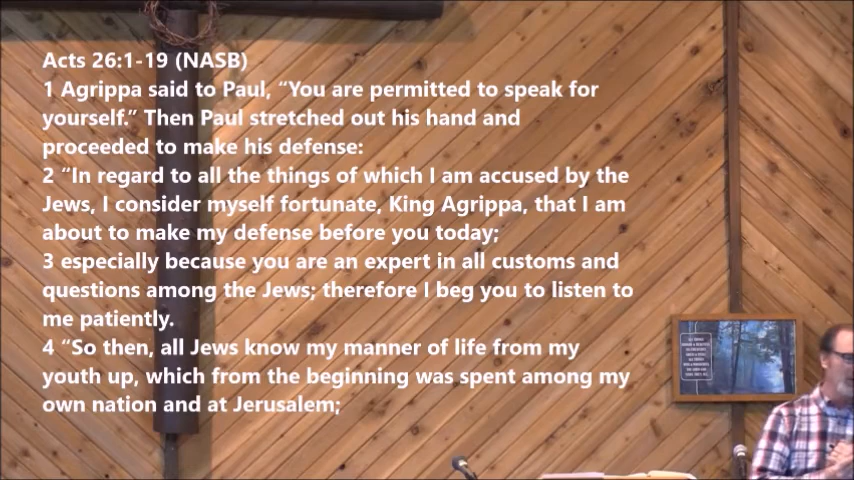 Acts 26:1-19 (NASB)
1 Agrippa said to Paul, “You are permitted to speak for
yourself.” Then Paul stretched out his hand and
proceeded to make his defense:
2 “In regard to all the things of which I am accused by the
Jews, I consider myself fortunate, King Agrippa, that I am
about to make my defense before you today;
3 especially because you are an expert in all customs and
questions among the Jews; therefore I beg you to listen to
me patiently.
4 “So then, all Jews know my manner of life from my
youth up, which from the beginning was spent among my
own nation and at Jerusalem;